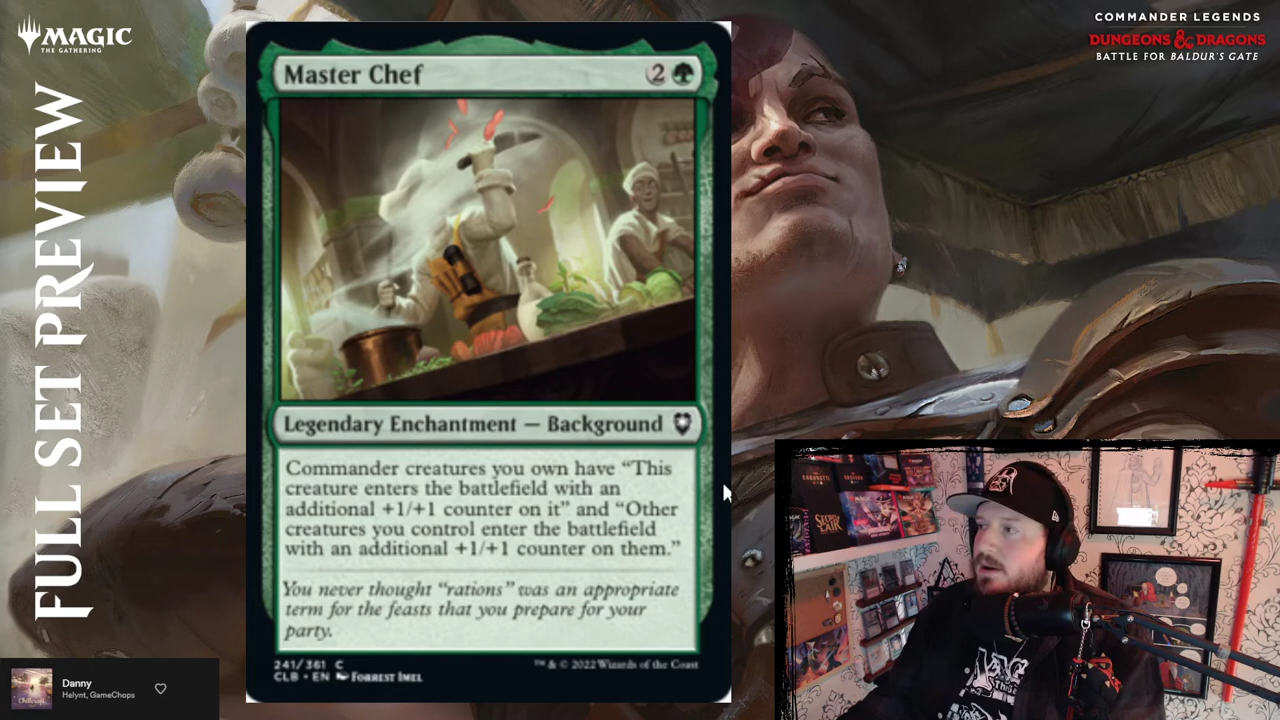 MAGIC
THE GATHERING
FULL SET PREVIEW
COMMANDER LEGENDS
DUNGEONS & DRAGONS
BATTLE FOR BALDUR'S GATE
Master Chef 2
Legendary Enchantment — Background
Commander creatures you own have “This
creature enters the battlefield with an
additional +1/+1 counter on it” and “Other
creatures you control enter the battlefield
with an additional +1/+1 counter on them.”
You never thought “rations” was an appropriate
term for the feasts that you prepare for your
party.
241/361 C
CLB • EN FORREST IMEL
™ & © 2022 Wizards of the Coast
Danny
Helynt, GameChops
SECRET
LAIR